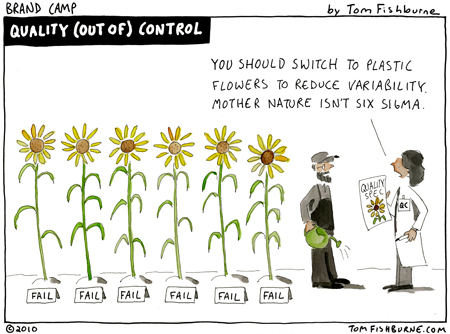 BRAND CAMP
by Tom Fishburne
QUALITY (OUT OF) CONTROL
YOU SHOULD SWITCH TO PLASTIC
FLOWERS TO REDUCE VARIABILITY.
MOTHER NATURE ISN'T SIX SIGMA.
QUALITY
SPEC
QC
FAIL FAIL FAIL FAIL FAIL FAIL
©2010
TOMFISHBURNE.COM